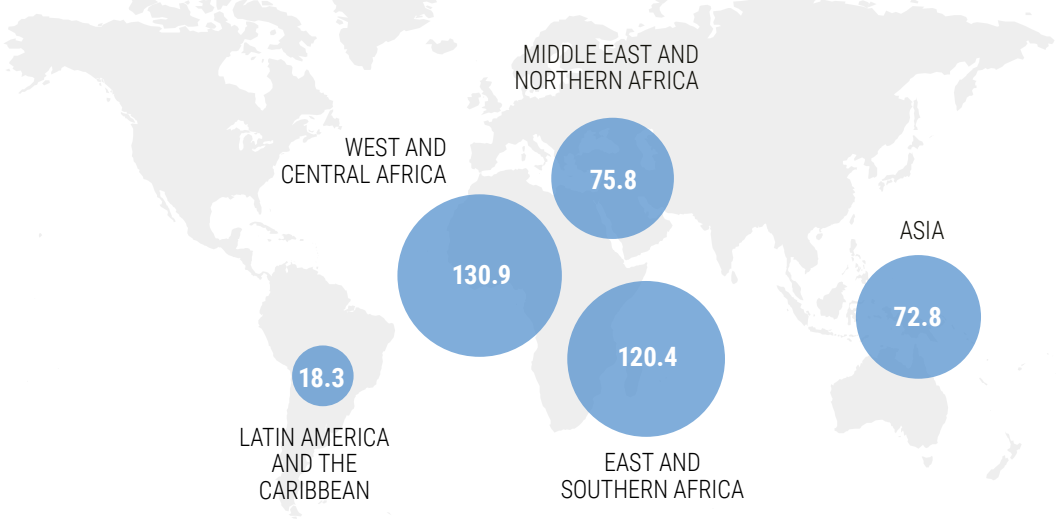 MIDDLE EAST AND
NORTHERN AFRICA
75.8
WEST AND
CENTRAL AFRICA
130.9
ASIA
72.8
120.4
EAST AND
SOUTHERN AFRICA
18.3
LATIN AMERICA
AND THE
CARIBBEAN